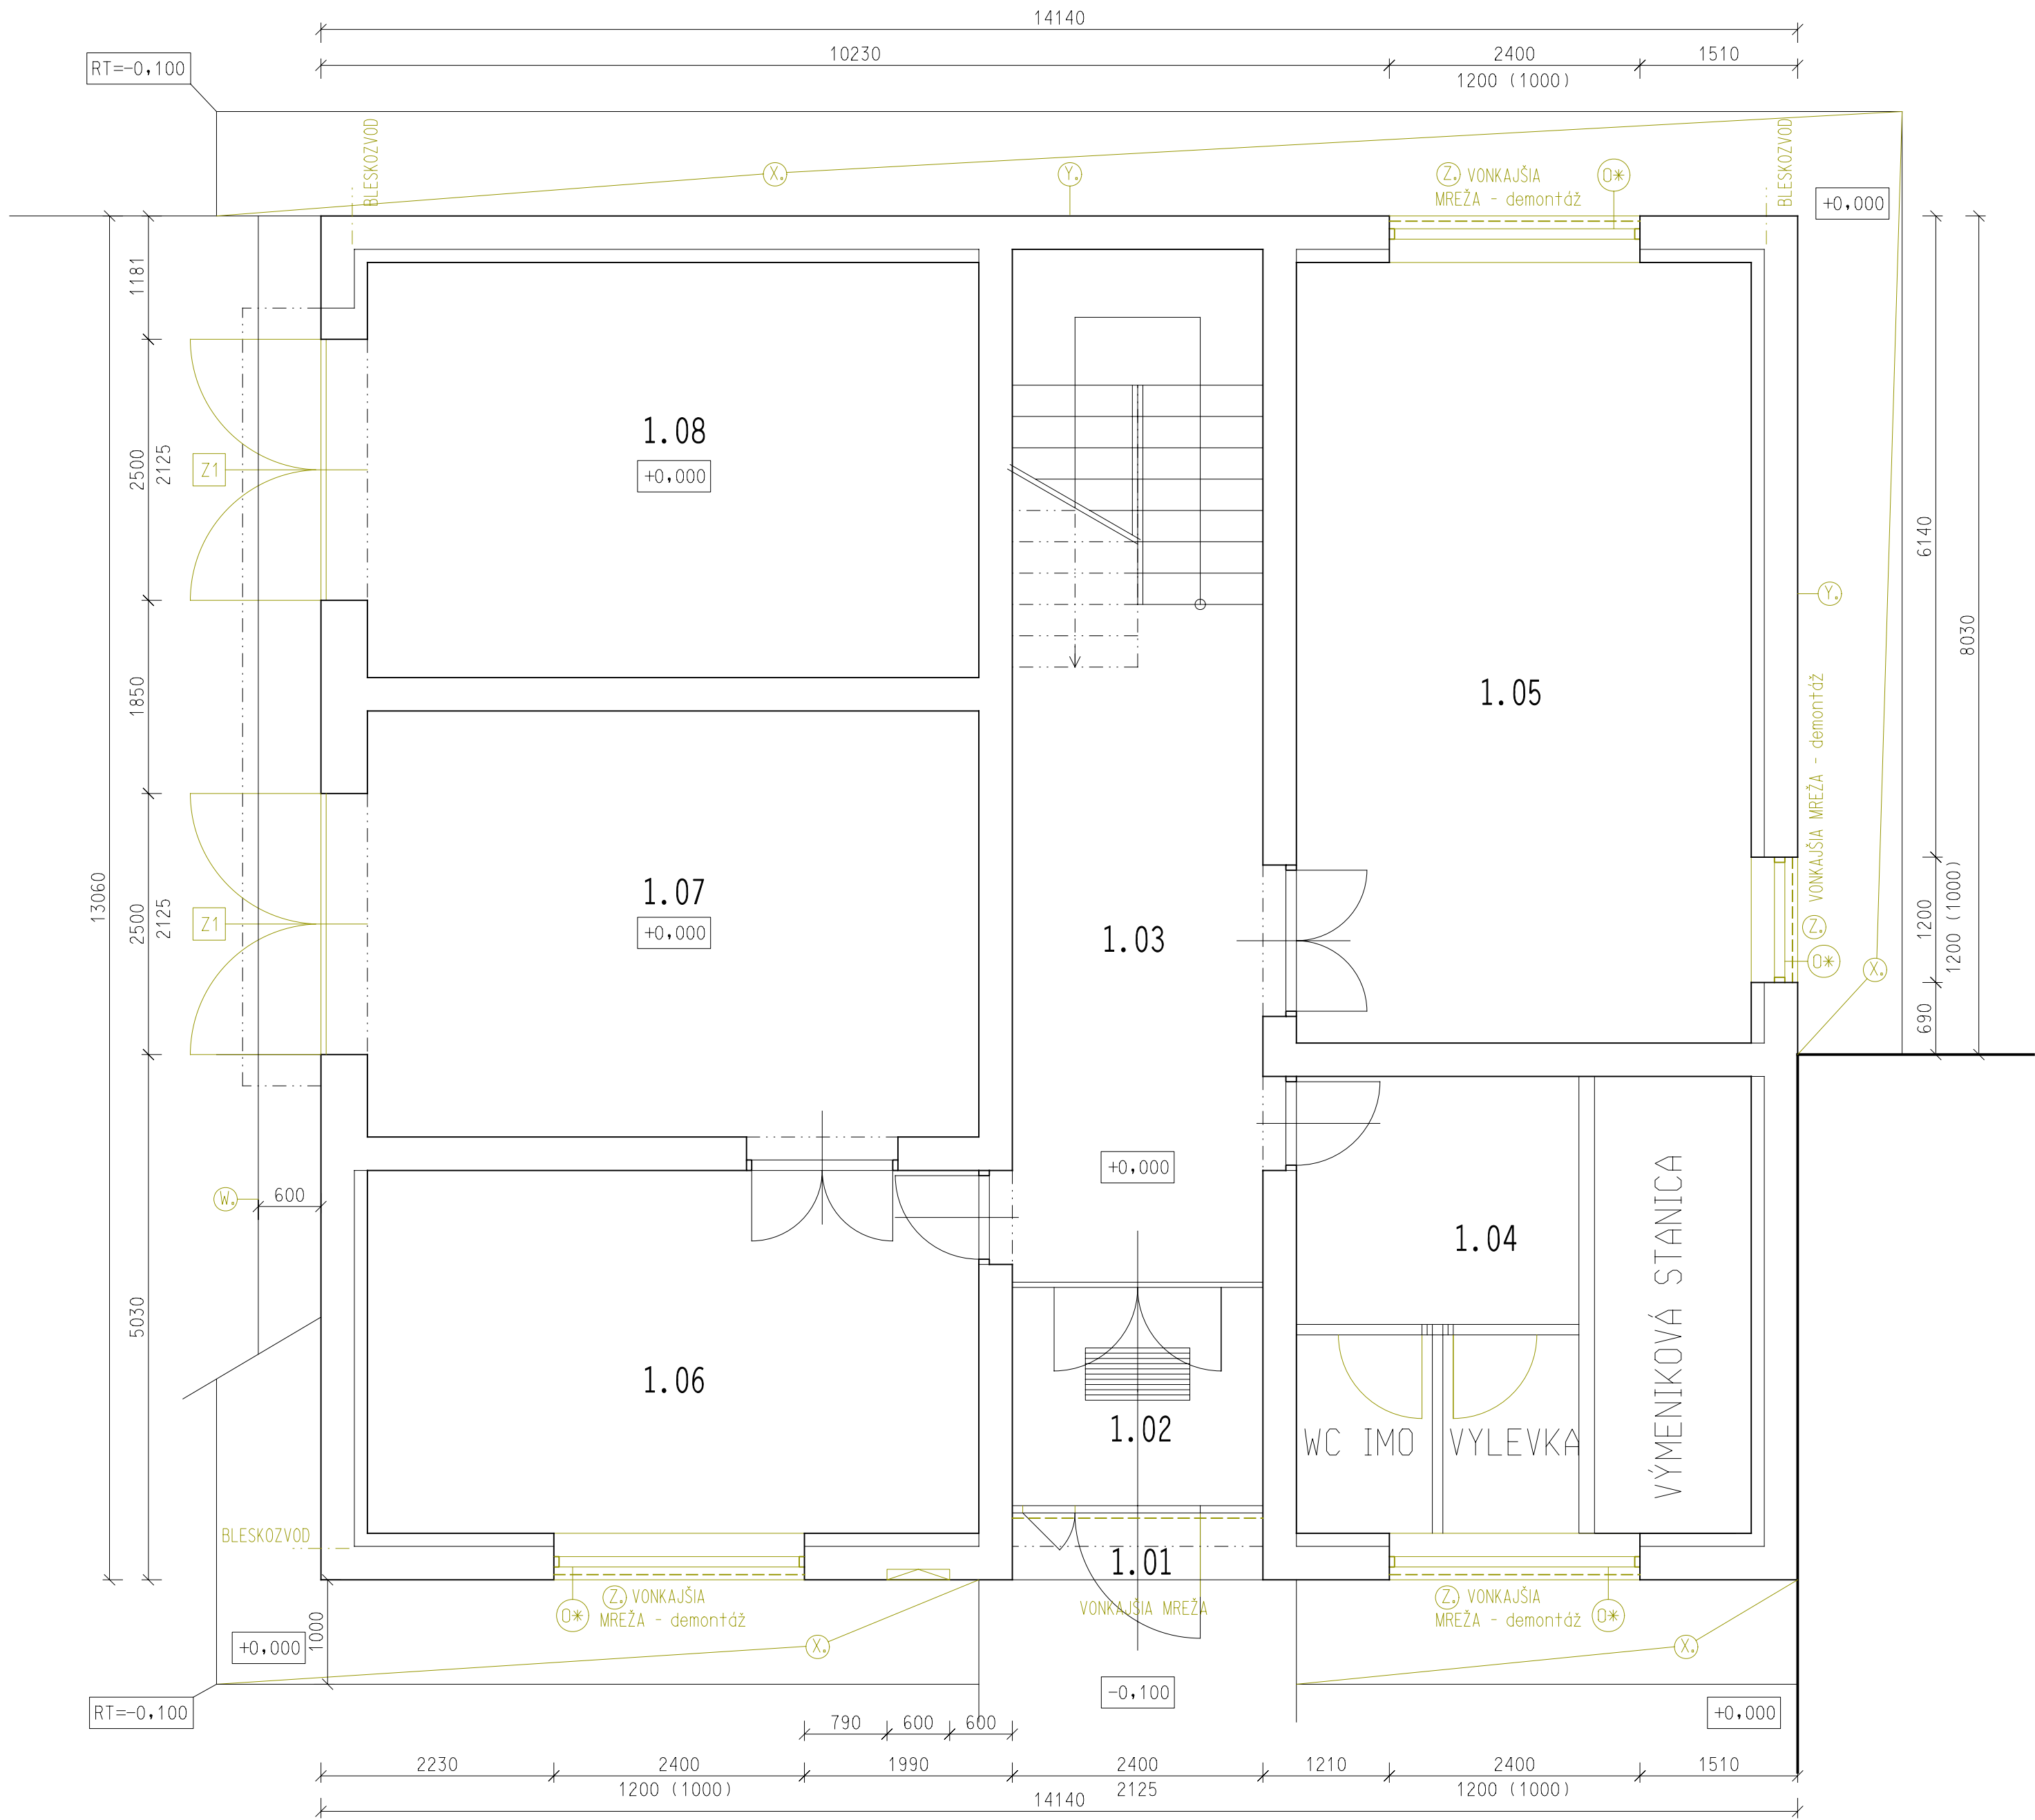 14140
10230
2400
1510
1200 (1000)
RT=-0,100
BLESKOZVOD
X.
Y.
Z. VONKAJŠIA
MREŽA - demontáž
O*
BLESKOZVOD
+0,000
1181
2500
2125
Z1
1850
2500
2125
Z1
13060
5030
W.
600
1.08
+0,000
1.07
+0,000
1.03
+0,000
1.05
6140
8030
Y.
Z. VONKAJŠIA MREŽA - demontáž
O*
X.
1200
1200 (1000)
690
1.04
VÝMENIKOVÁ STANICA
1.06
1.02
WC IMO
VYLEVKA
BLESKOZVOD
1.01
VONKAJŠIA MREŽA
Z. VONKAJŠIA
MREŽA - demontáž
O*
Z. VONKAJŠIA
MREŽA - demontáž
O*
+0,000
1000
X.
X.
RT=-0,100
-0,100
+0,000
790
600
600
2230
2400
1990
2400
1210
2400
1510
1200 (1000)
2125
1200 (1000)
14140